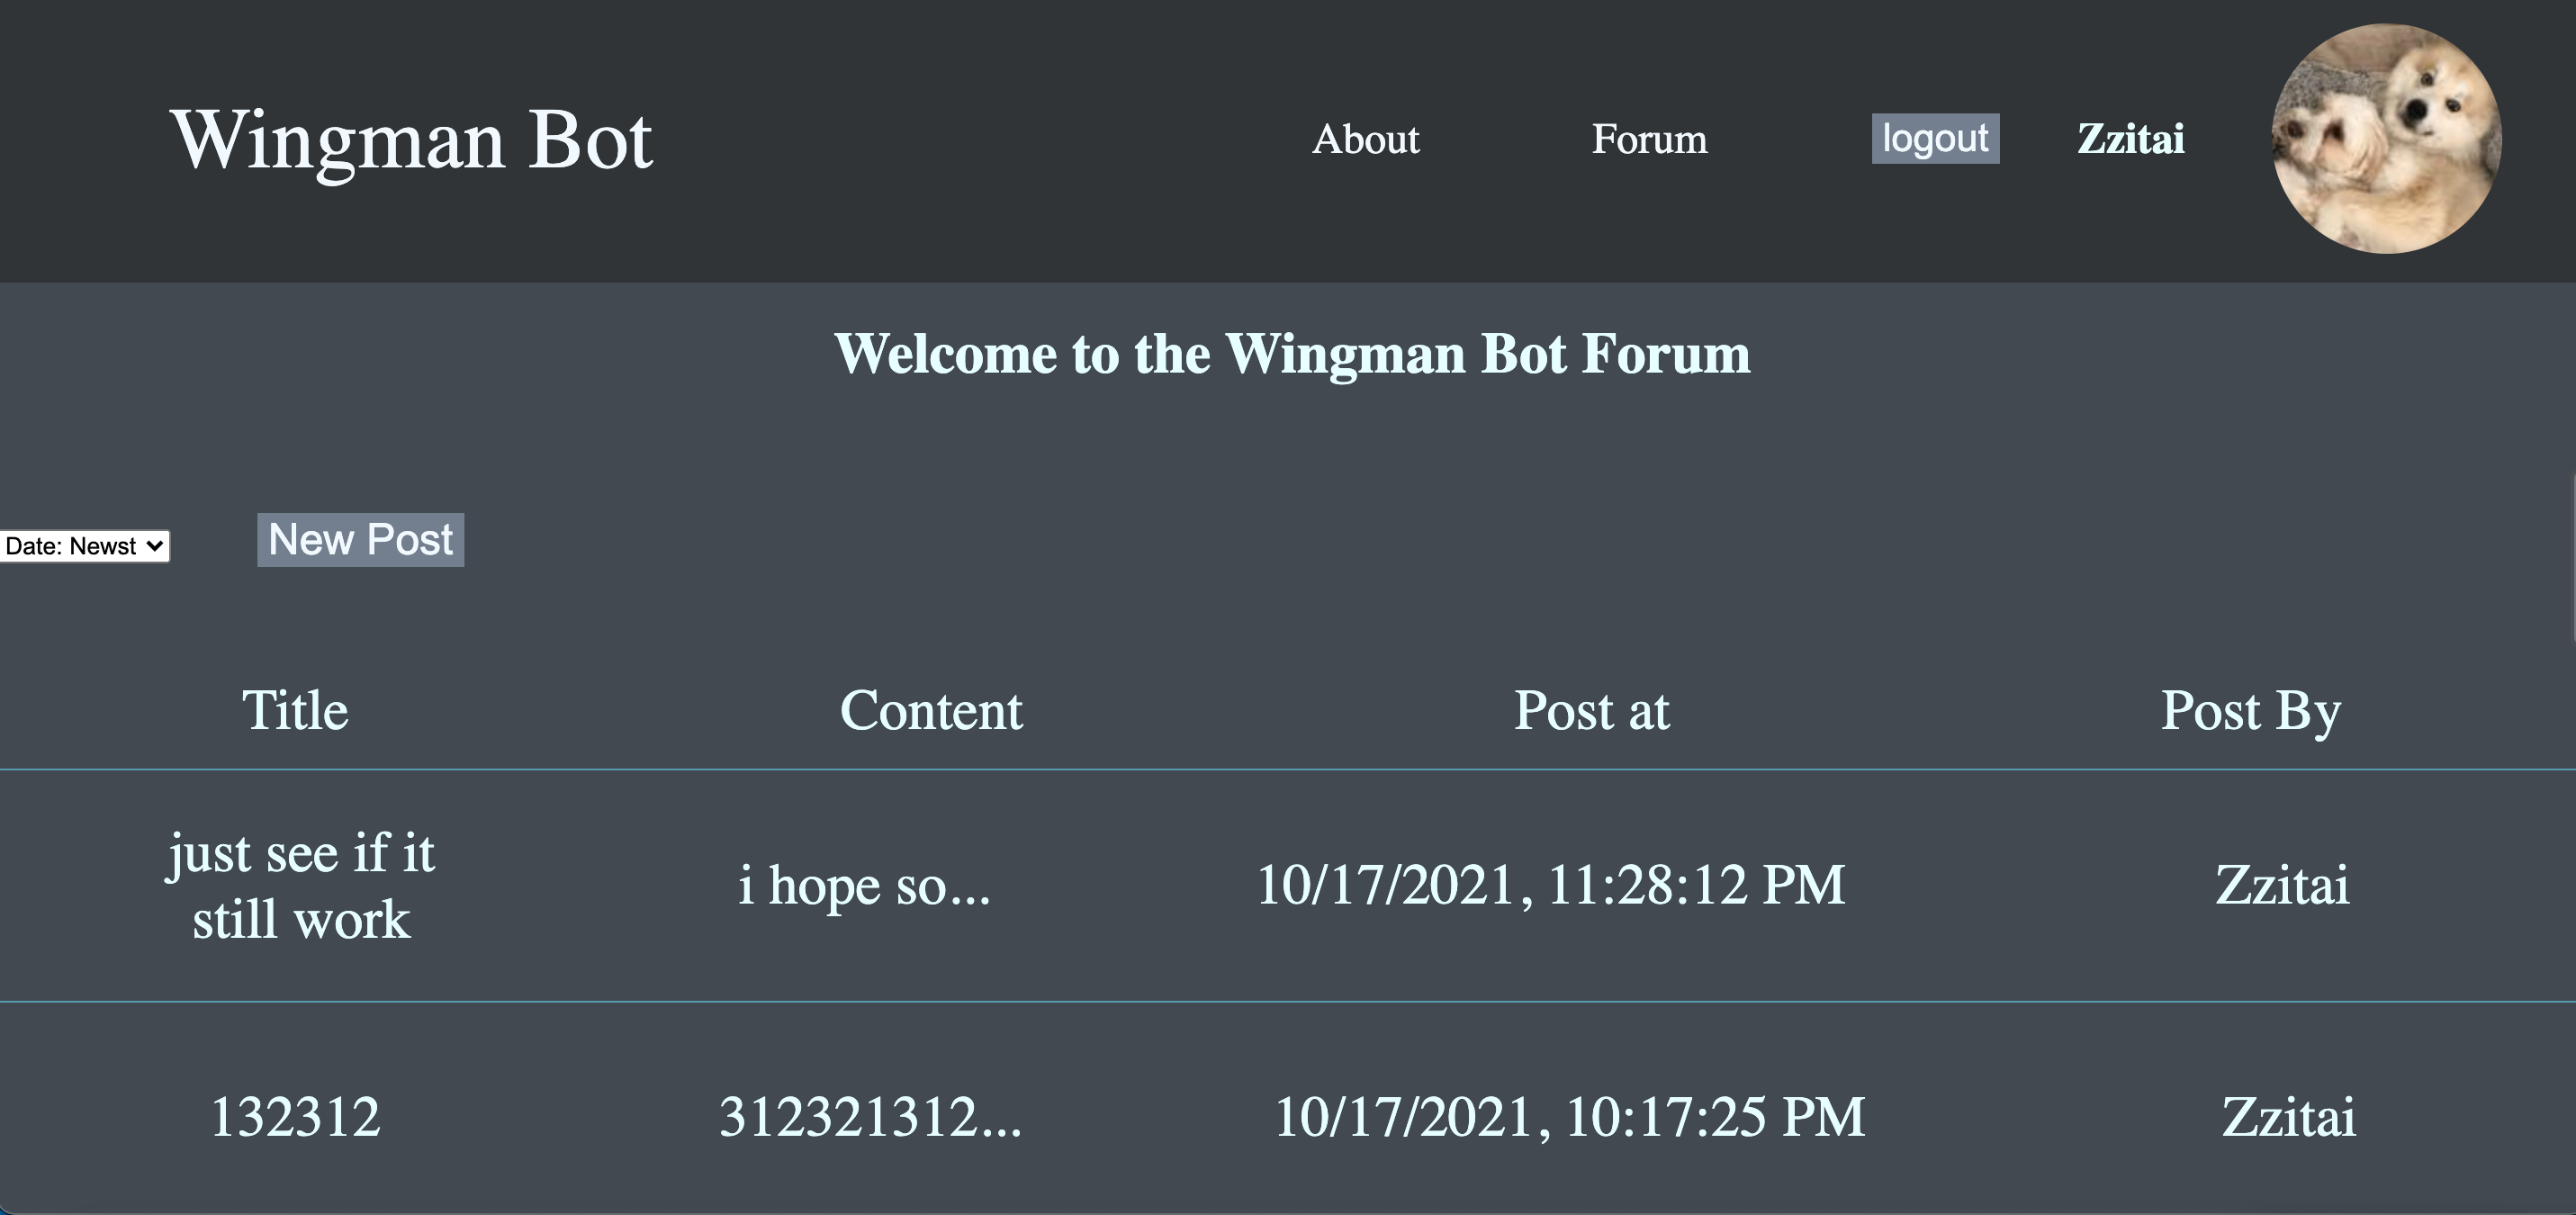 Wingman Bot
About
Forum
logout
Zzitai
Welcome to the Wingman Bot Forum
Date: Newst
New Post
Title
Content
Post at
Post By
just see if it
still work
i hope so...
10/17/2021, 11:28:12 PM
Zzitai
132312
312321312...
10/17/2021, 10:17:25 PM
Zzitai